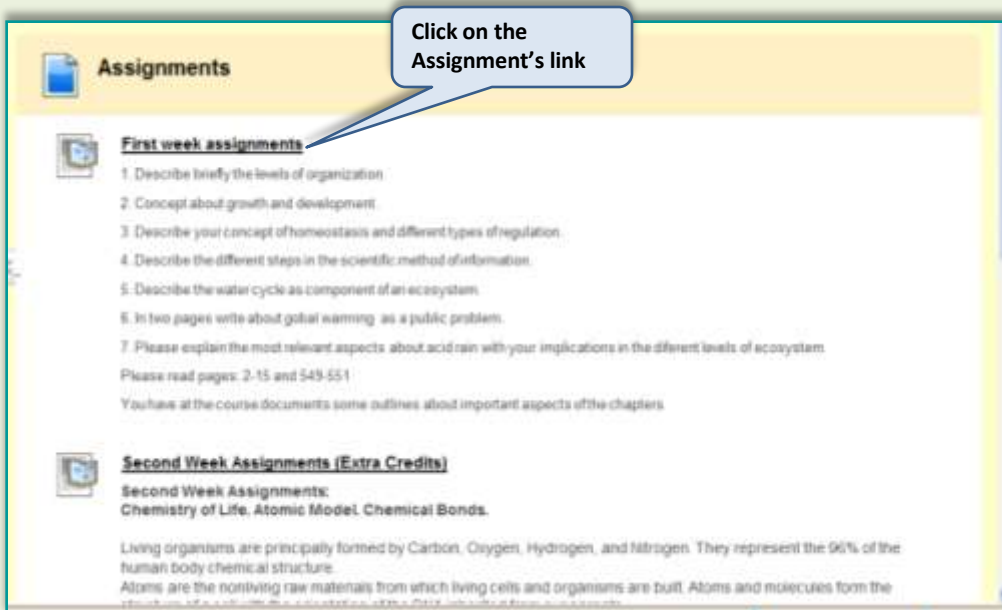 Click on the
Assignment's link
Assignments
First week assignments
1. Describe briefly the levels of organization
2. Concept about growth and development.
3. Describe your concept of homeostasis and different types of regulation.
4. Describe the different steps in the scientific method of information.
5. Describe the water cycle as component of an ecosystem.
6. In two pages write about gobal warming as a public problem.
7. Please explain the most relevant aspects about acid rain with your implications in the diferent levels of ecosystem
Please read pages: 2-15 and 549-551
You have at the course documents some outlines about important aspects of the chapters
Second Week Assignments (Extra Credits)
Second Week Assignments:
Chemistry of Life. Atomic Model. Chemical Bonds.
Living organisms are principally formed by Carbon, Oxygen, Hydrogen, and Nitrogen. They represent the 96% of the
human body chemical structure.
Atoms are the nonliving raw materials from which living cells and organisms are built. Atoms and molecules form the